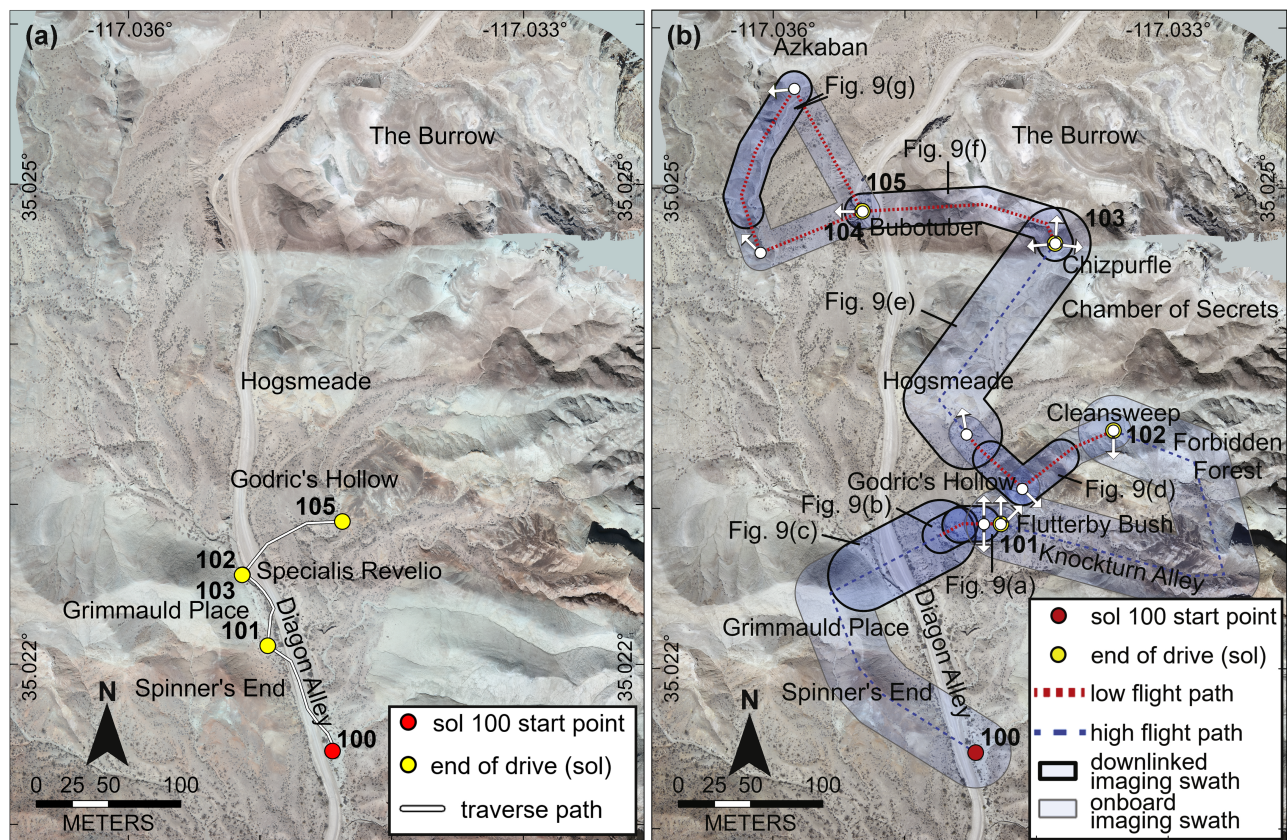 (a)
-117.036°
-117.033°
35.025°
35.025°
The Burrow
Hogsmeade
Godric's Hollow
105
102
Specialis Revelio
103
Grimmauld Place
101
Diagon Alley
Spinner's End
35.022°
35.022°
100
N
0 25 50 100
METERS
sol 100 start point
end of drive (sol)
traverse path
(b)
-117.036°
-117.033°
Azkaban
Fig. 9(g)
The Burrow
Fig. 9(f)
35.025°
35.025°
105
103
104
Bubotuber
Chizpurfle
Fig. 9(e)
Chamber of Secrets
Hogsmeade
Cleansweep
102
Forbidden
Forest
Godric's Hollow
Fig. 9(d)
Fig. 9(b)
Fig. 9(c)
Flutterby Bush
101
Knockturn Alley
Fig. 9(a)
Grimmauld Place
Diagon Alley
Spinner's End
35.022°
35.022°
100
N
0 25 50 100
METERS
sol 100 start point
end of drive (sol)
low flight path
high flight path
downlinked
imaging swath
onboard
imaging swath